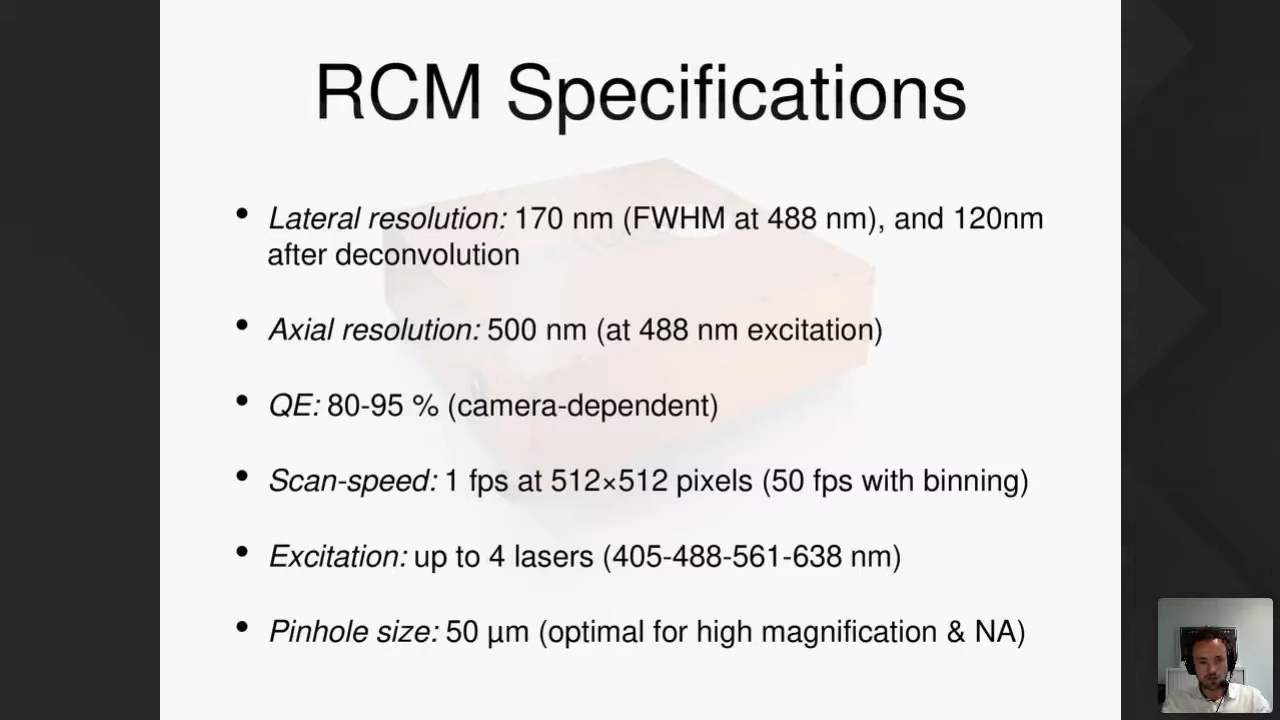 RCM Specifications
• Lateral resolution: 170 nm (FWHM at 488 nm), and 120nm
after deconvolution
• Axial resolution: 500 nm (at 488 nm excitation)
• QE: 80-95 % (camera-dependent)
• Scan-speed: 1 fps at 512×512 pixels (50 fps with binning)
• Excitation: up to 4 lasers (405-488-561-638 nm)
• Pinhole size: 50 µm (optimal for high magnification & NA)